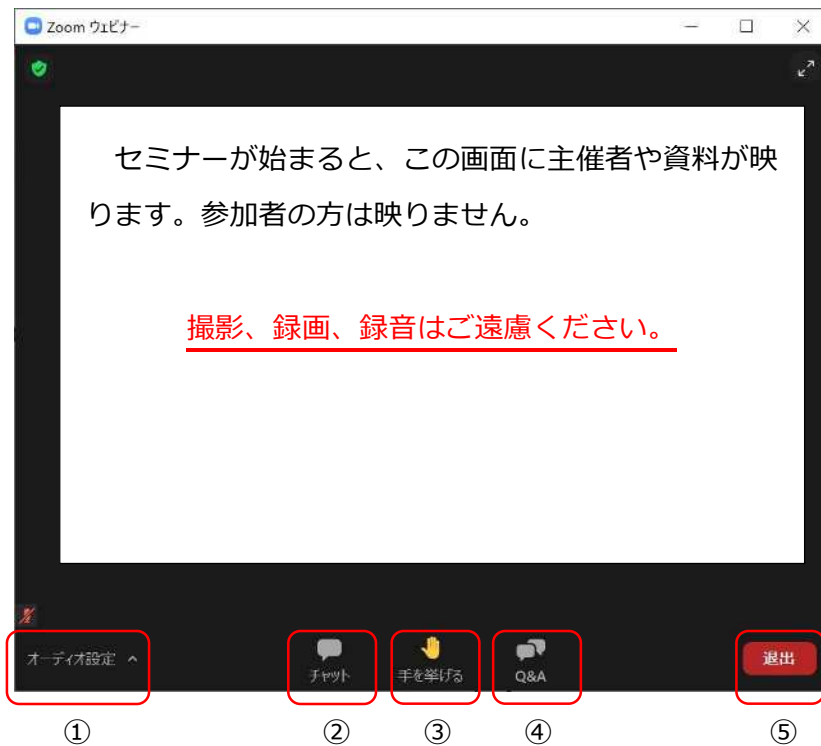 Zoom ウェビナー
セミナーが始まると、この画面に主催者や資料が映
ります。参加者の方は映りません。
撮影、録画、録音はご遠慮ください。
オーディオ設定 ^
チャット
手を挙げる
Q&A
退出
①
②
③
④
⑤